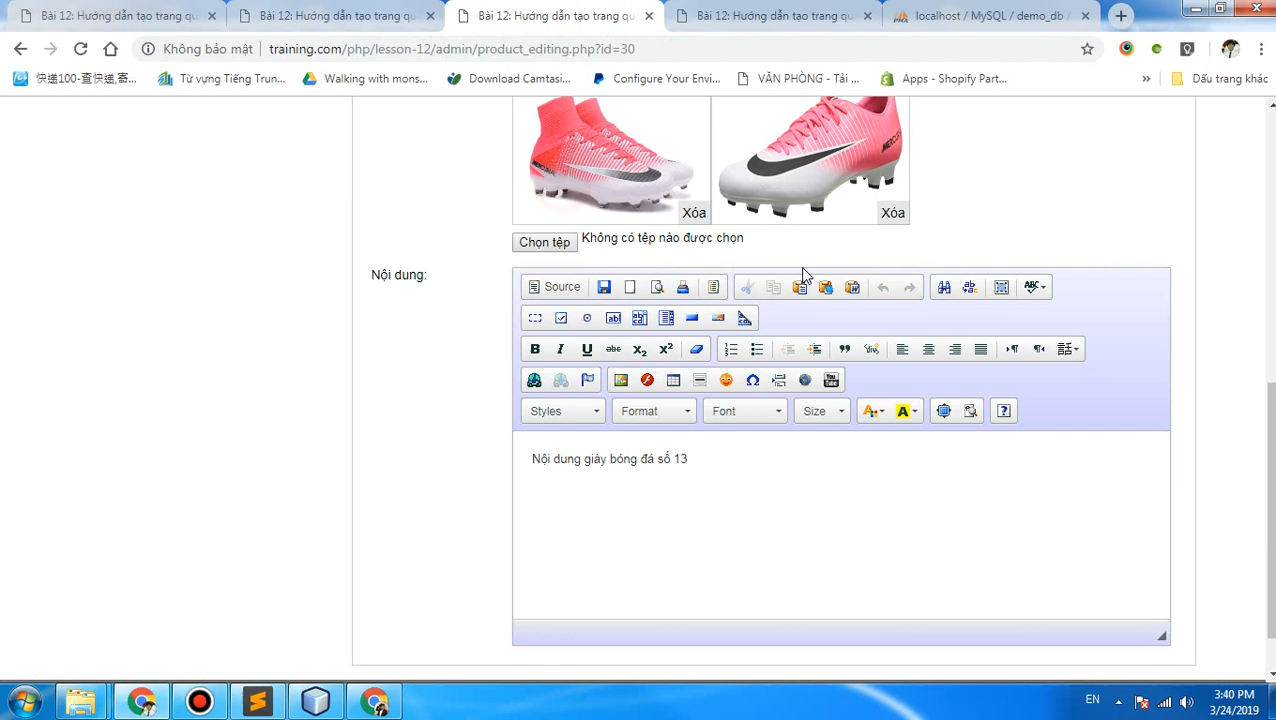 Bài 12: Hướng dẫn tạo trang qu
Bài 12: Hướng dẫn tạo trang qu
Bài 12: Hướng dẫn tạo trang qu
Bài 12: Hướng dẫn tạo trang qu
localhost / MySQL / demo_db /
Không bảo mật
training.com/php/lesson-12/admin/product_editing.php?id=30
快递100-查快递,寄...
Từ vựng Tiếng Trun...
Walking with mons...
Download Camtasi...
Configure Your Envi...
VĂN PHÒNG - Tải ...
Apps - Shopify Part...
»
Dấu trang khác
Xóa
Xóa
Chọn tệp Không có tệp nào được chọn
Nội dung:
Source
ABC
B I U abc x₂ x²
Styles Format Font Size A A ?
Nội dung giày bóng đá số 13
EN
3:40 PM
3/24/2019